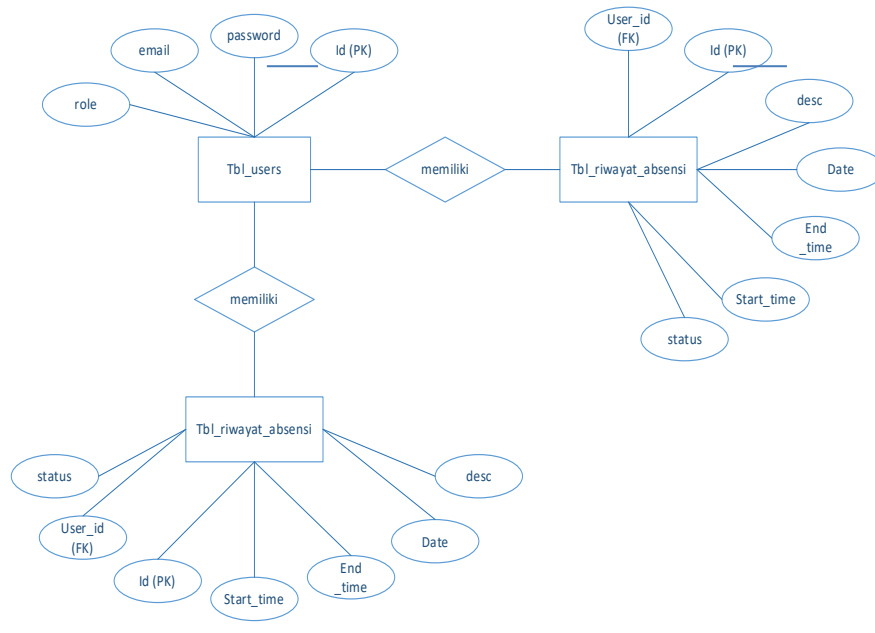 User_id
(FK)
password
Id (PK)
email
Id (PK)
role
desc
Tbl_users
memiliki
Tbl_riwayat_absensi
Date
End
_time
memiliki
Start_time
status
Tbl_riwayat_absensi
status
desc
User_id
(FK)
Date
Id (PK)
End
_time
Start_time